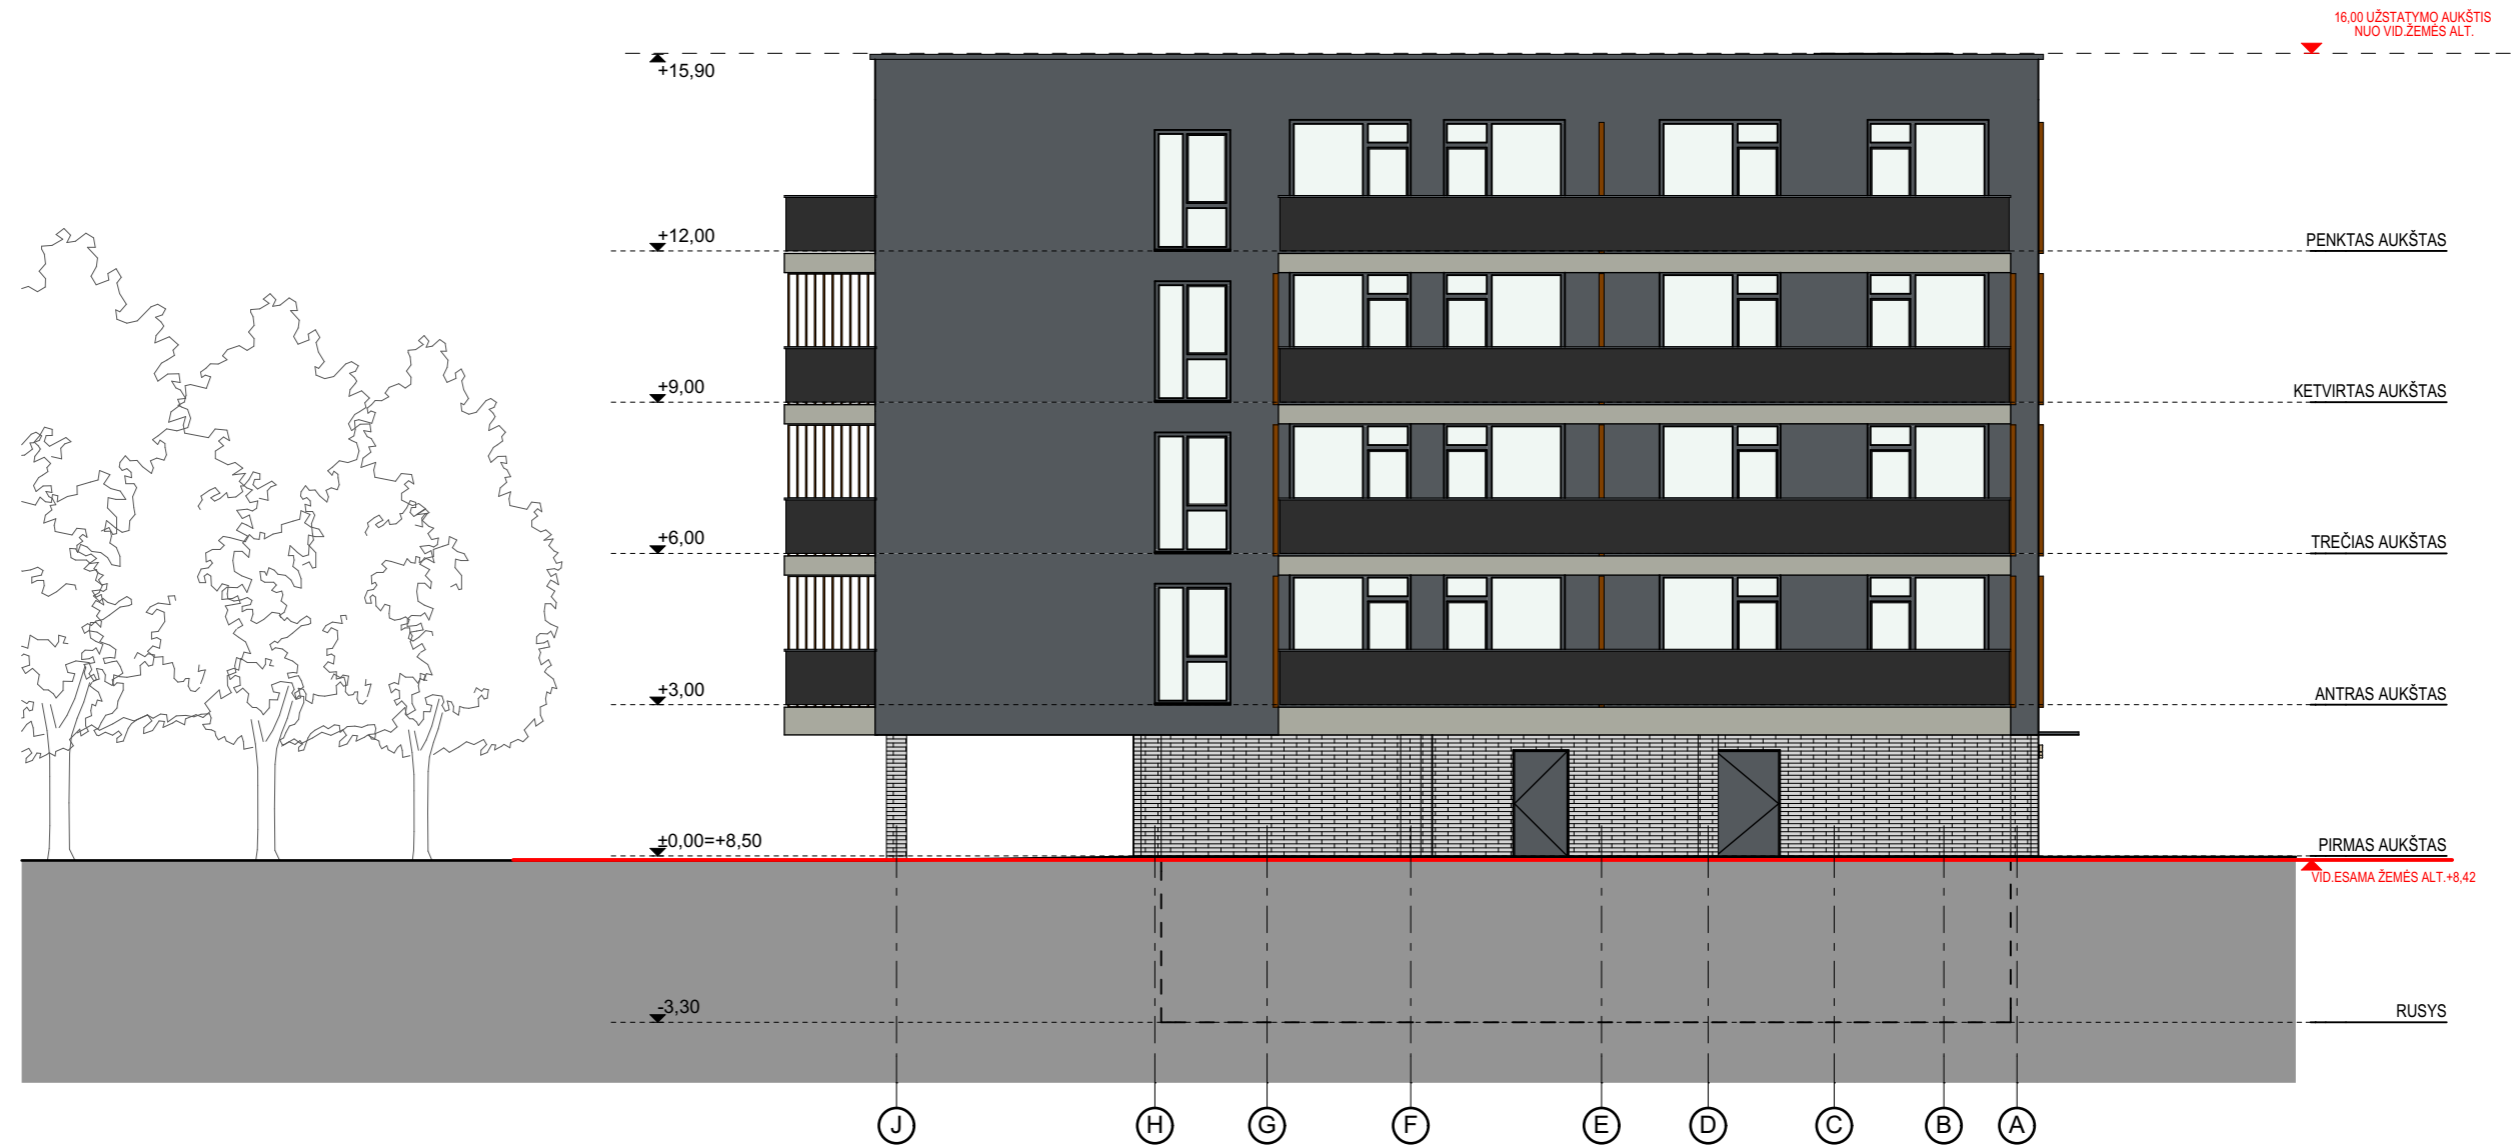 16,00 UŽSTATYMO AUKŠTIS
NUO VID.ŽEMĖS ALT.
+15,90
+12,00
PENKTAS AUKŠTAS
+9,00
KETVIRTAS AUKŠTAS
+6,00
TREČIAS AUKŠTAS
+3,00
ANTRAS AUKŠTAS
±0,00=+8,50
PIRMAS AUKŠTAS
VID.ESAMA ŽEMĖS ALT.+8,42
-3,30
RUSYS
J H G F E D C B A